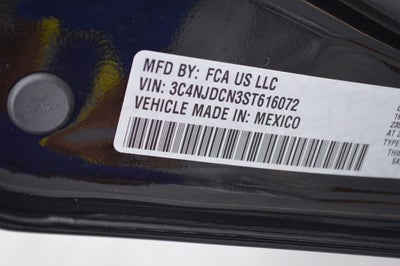 MFD BY: FCA US LLC
VIN: 3C4NJDCN3ST616072
VEHICLE MADE IN: MEXICO